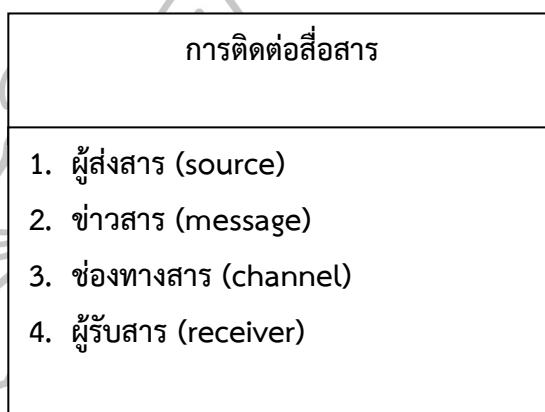 การติดต่อสื่อสาร
1. ผู้ส่งสาร (source)
2. ข่าวสาร (message)
3. ช่องทางสาร (channel)
4. ผู้รับสาร (receiver)